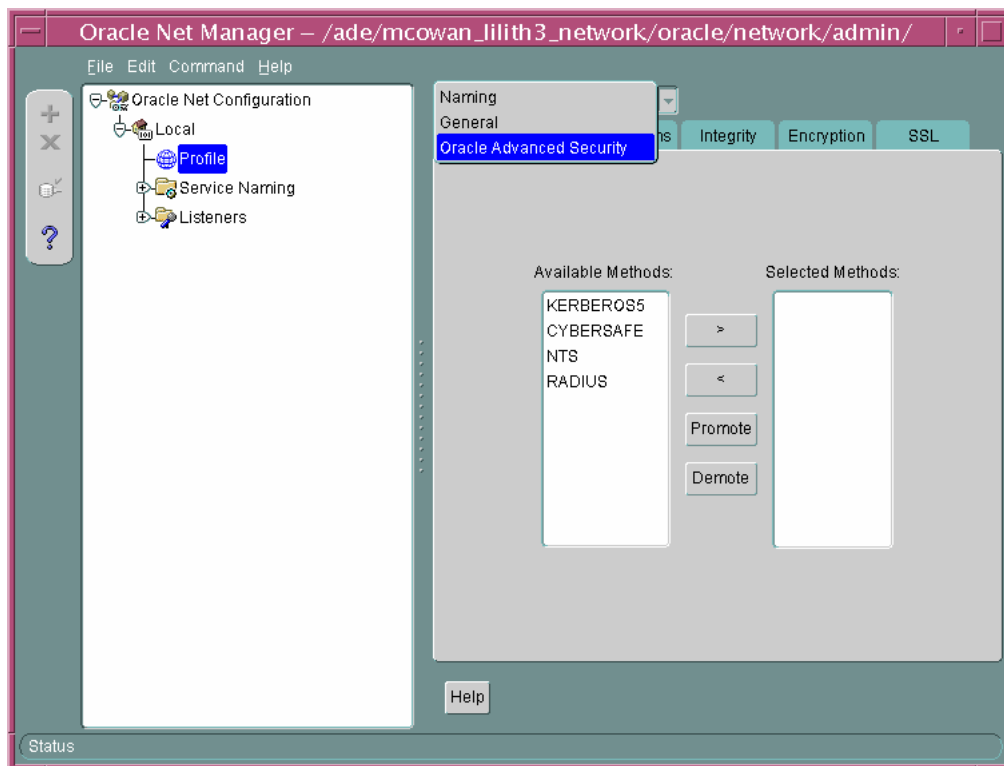 Oracle Net Manager – /ade/mcowan_lilith3_network/oracle/network/admin/
File Edit Command Help
Oracle Net Configuration
Local
Profile
Service Naming
Listeners
Naming
General
Oracle Advanced Security
Integrity Encryption SSL
Available Methods: Selected Methods:
KERBEROS5
CYBERSAFE
NTS
RADIUS
>
<
Promote
Demote
Help
Status